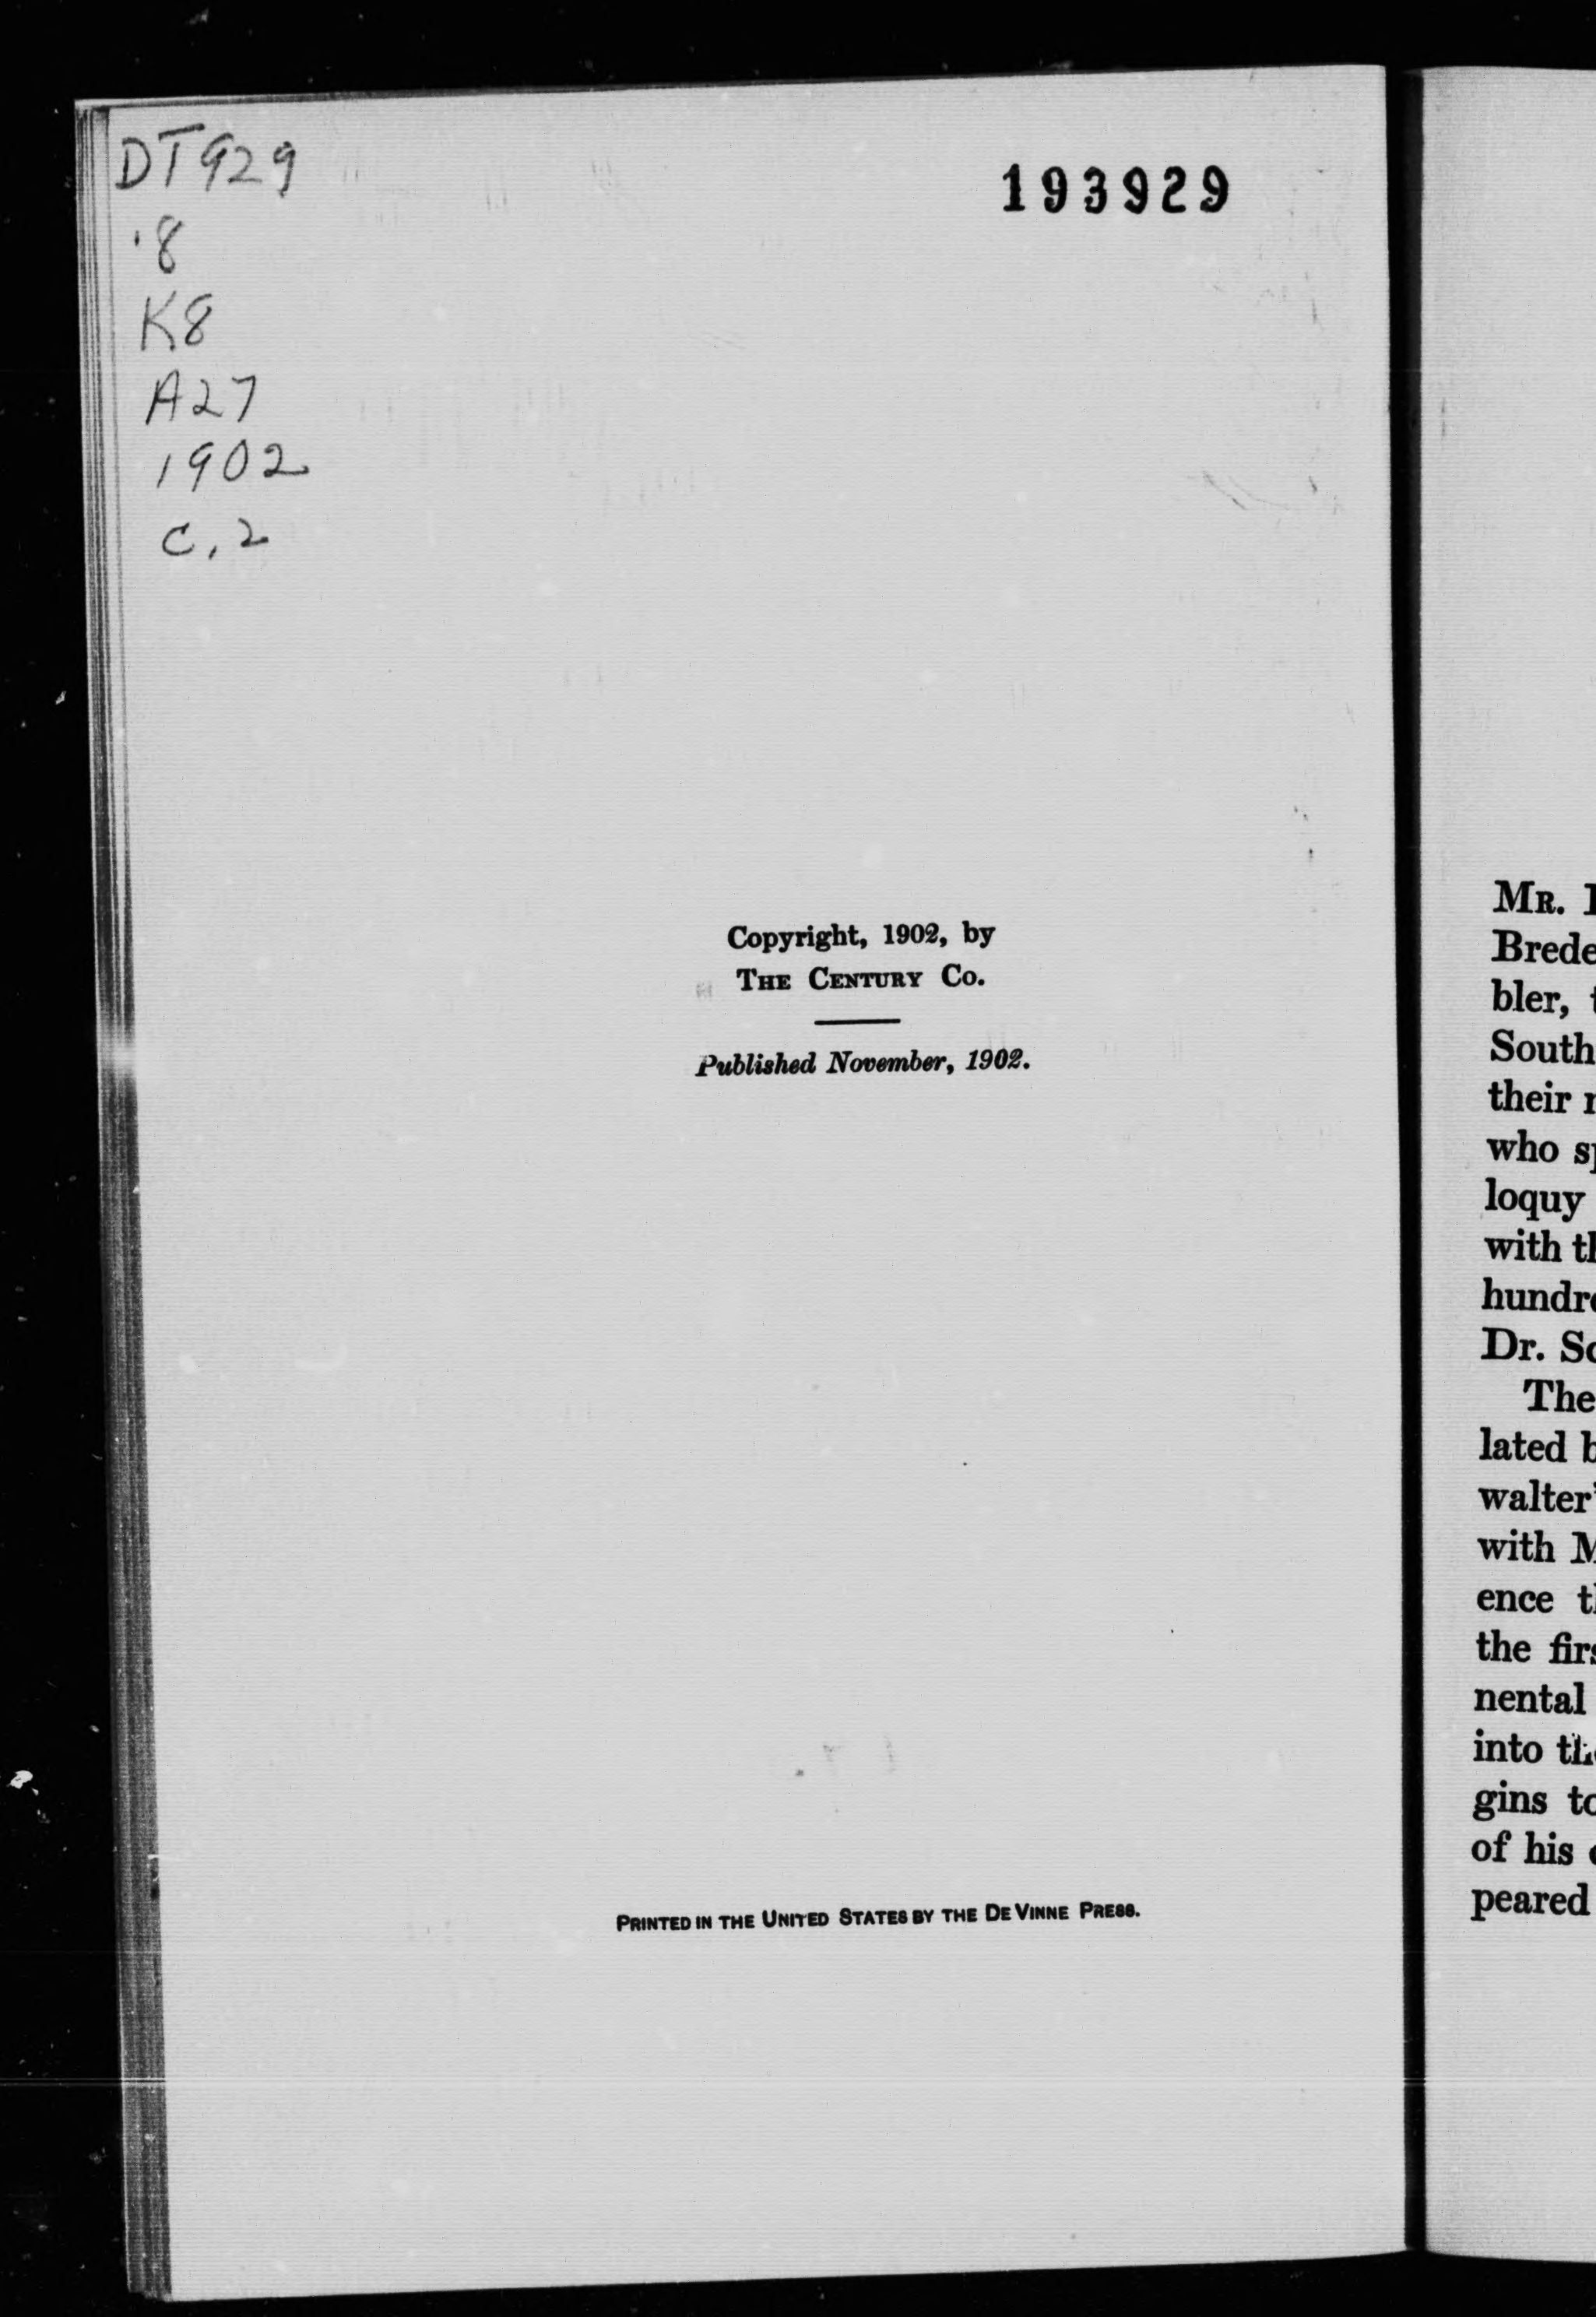 DT929
.8
K8
A27
1902
c.2
193929
Copyright, 1902, by
THE CENTURY CO.
Published November, 1902.
PRINTED IN THE UNITED STATES BY THE DE VINNE PRESS.
MR.
Brede
bler,
South
their
who
loquy
with
hundre
Dr.
The
lated
walter'
with
ence
the
nental
into
gins
of his
peared